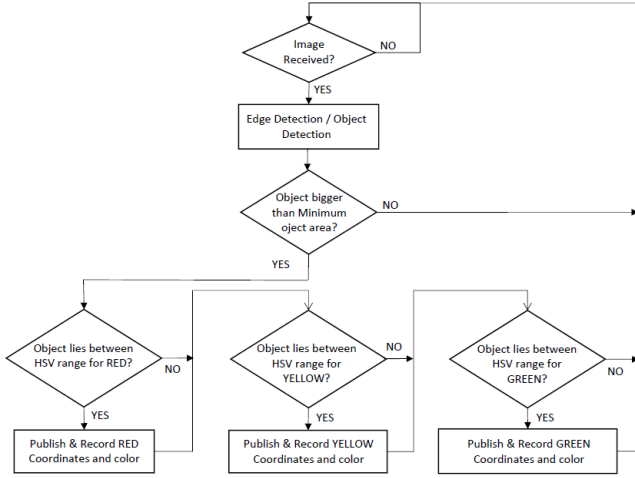 Image
Received?
NO
YES
Edge Detection / Object
Detection
Object bigger
than Minimum
oject area?
NO
YES
Object lies between
HSV range for RED?
NO
YES
Object lies between
HSV range for
YELLOW?
NO
YES
Object lies between
HSV range for
GREEN?
NO
YES
Publish & Record RED
Coordinates and color
Publish & Record YELLOW
Coordinates and color
Publish & Record GREEN
Coordinates and color